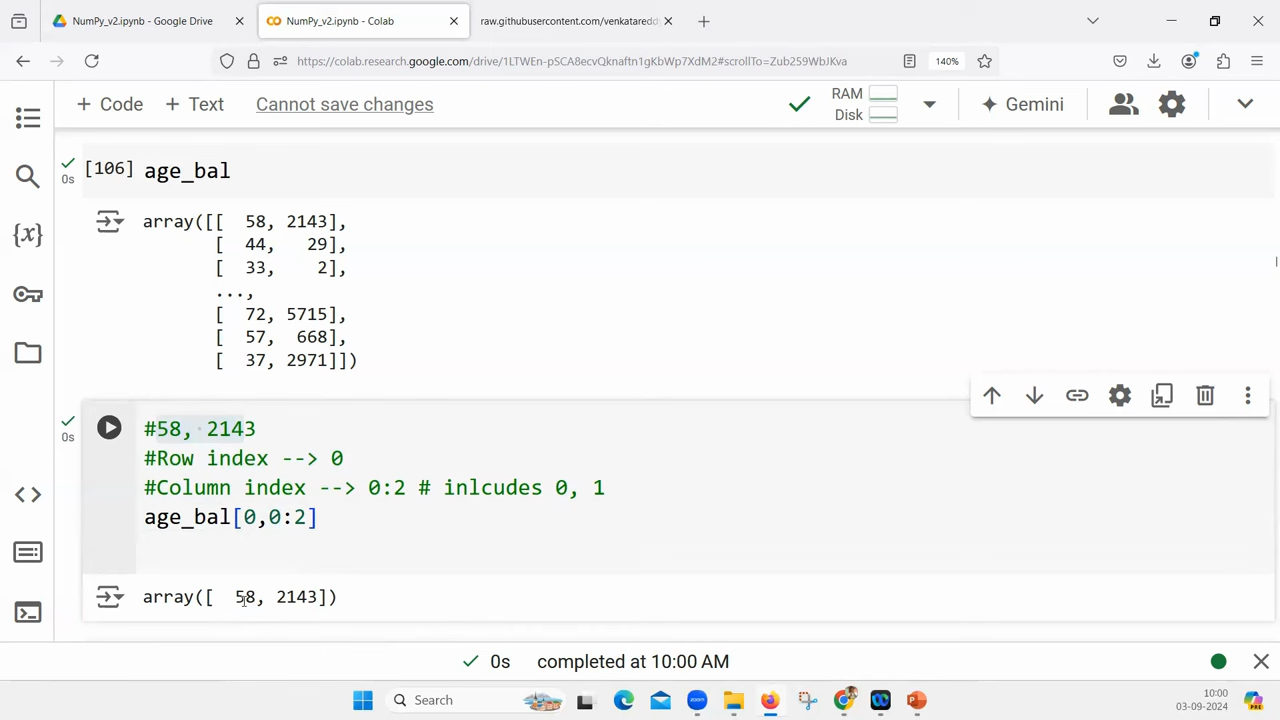 NumPy_v2.ipynb - Google Drive
NumPy_v2.ipynb - Colab
raw.githubusercontent.com/venkatareddy
https://colab.research.google.com/drive/1LTWEn-pSCA8ecvQknaftn1gKbWp7XdM2#scrollTo=Zub259WbJKva
140%
+ Code + Text Cannot save changes
RAM
Disk
Gemini
[106] age_bal
0s
array([[ 58, 2143],
[ 44, 29],
[ 33, 2],
...,
[ 72, 5715],
[ 57, 668],
[ 37, 2971]])
{x}
0s
#58, 2143
#Row index --> 0
#Column index --> 0:2 # inlcudes 0, 1
age_bal[0,0:2]
array([ 58, 2143])
0s completed at 10:00 AM
Search
10:00
03-09-2024